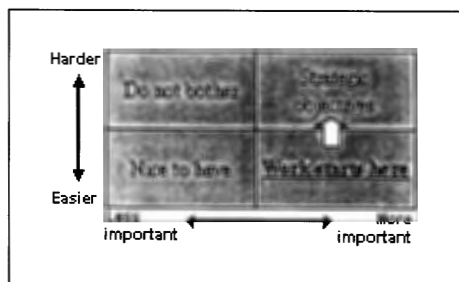 Harder
Do not bother
Strategic
objectives
Nice to have
Work starts here
Easier
Less
important
More
important